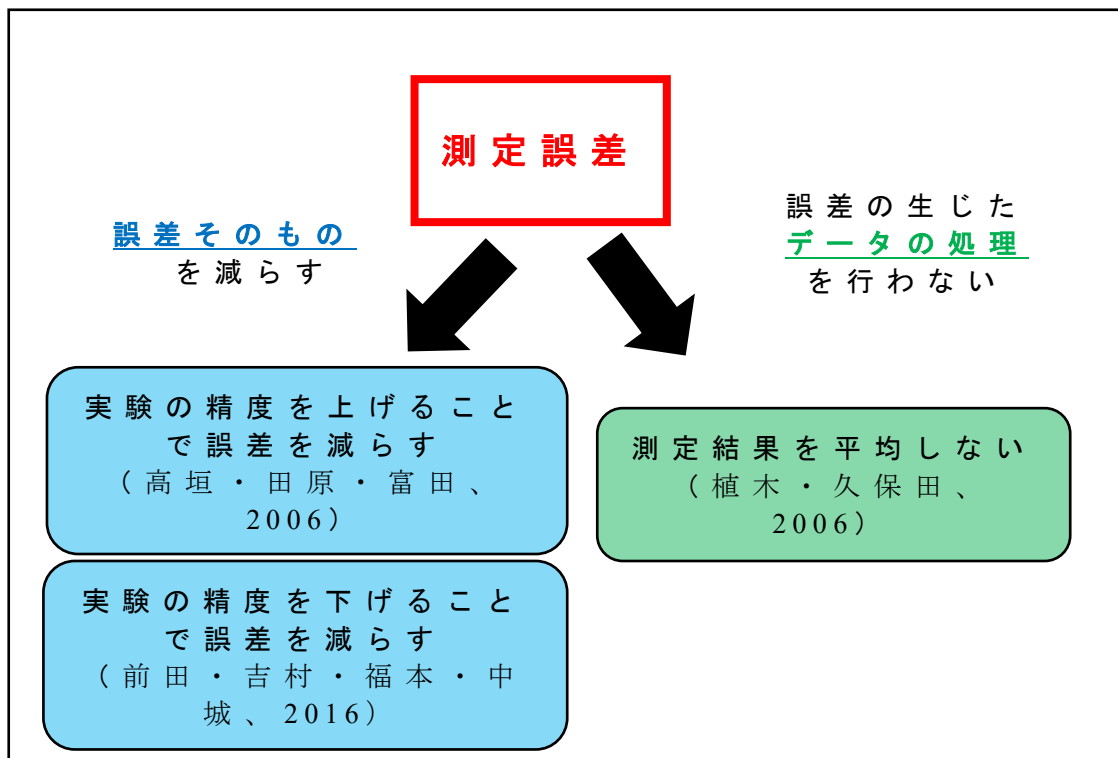 測定誤差
誤差そのもの
を減らす
誤差の生じた
データの処理
を行わない
実験の精度を上げること
で誤差を減らす
（高垣・田原・富田、
2006）
測定結果を平均しない
（植木・久保田、
2006）
実験の精度を下げること
で誤差を減らす
（前田・吉村・福本・中
城、2016）